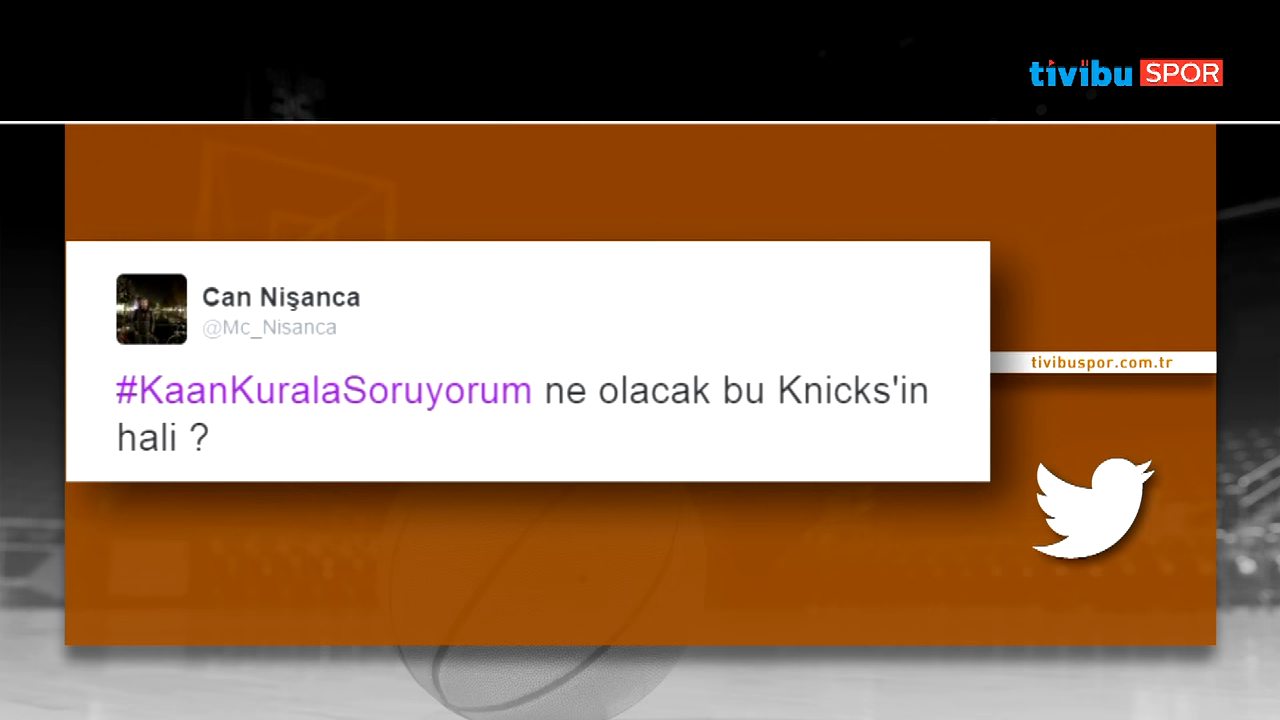 tivibu SPOR
Can Nişanca
@Mc_Nisanca
#KaanKuralaSoruyorum ne olacak bu Knicks'in
hali ?
tivibuspor.com.tr